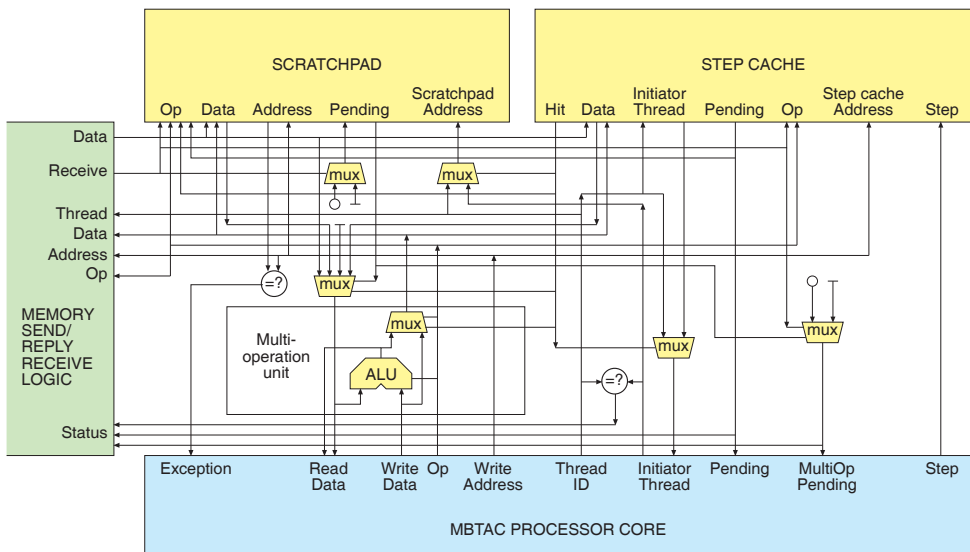 SCRATCHPAD
STEP CACHE
Op Data Address Pending Scratchpad Address
Hit Data Initiator Thread Pending Op Step cache Address Step
Data
Receive
Thread
Data
Address
Op
MEMORY
SEND/
REPLY
RECEIVE
LOGIC
Status
mux
mux
=?
mux
mux
Multi-
operation
unit
ALU
mux
mux
=?
Exception
Read
Data
Write
Data
Op
Write
Address
Thread
ID
Initiator
Thread
Pending
MultiOp
Pending
Step
MBTAC PROCESSOR CORE